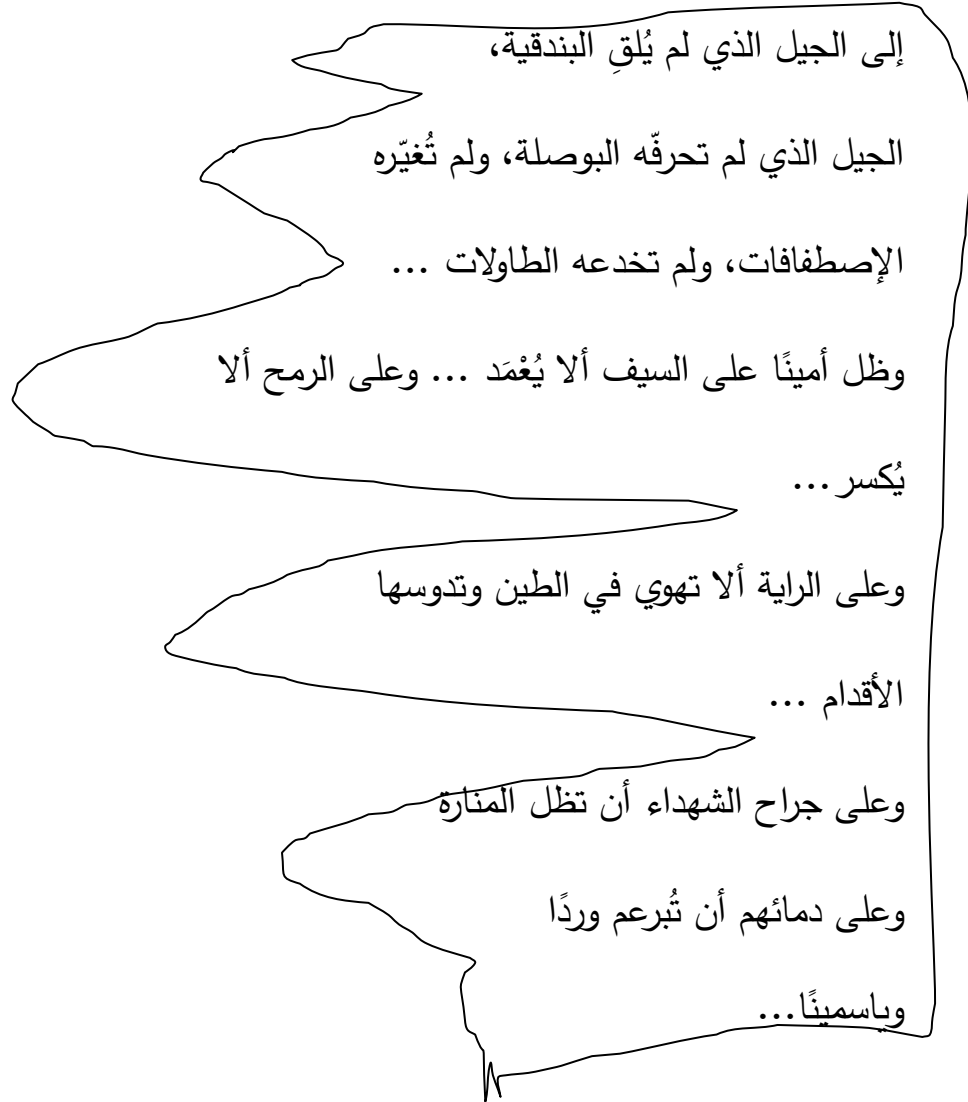 إلى الجيل الذي لم يُلقِ البندقية،
الجيل الذي لم تحرفّه البوصلة، ولم تُغيّره
الإصطفافات، ولم تخدعه الطاولات ...
وظل أمينًا على السيف ألا يُغْمَد ... وعلى الرمح ألا
يُكسر ...
وعلى الراية ألا تهوي في الطين وتدوسها
الأقدام ...
وعلى جراح الشهداء أن تظل المنارة
وعلى دمائهم أن تُبرعم وردًا
وياسمينًا...